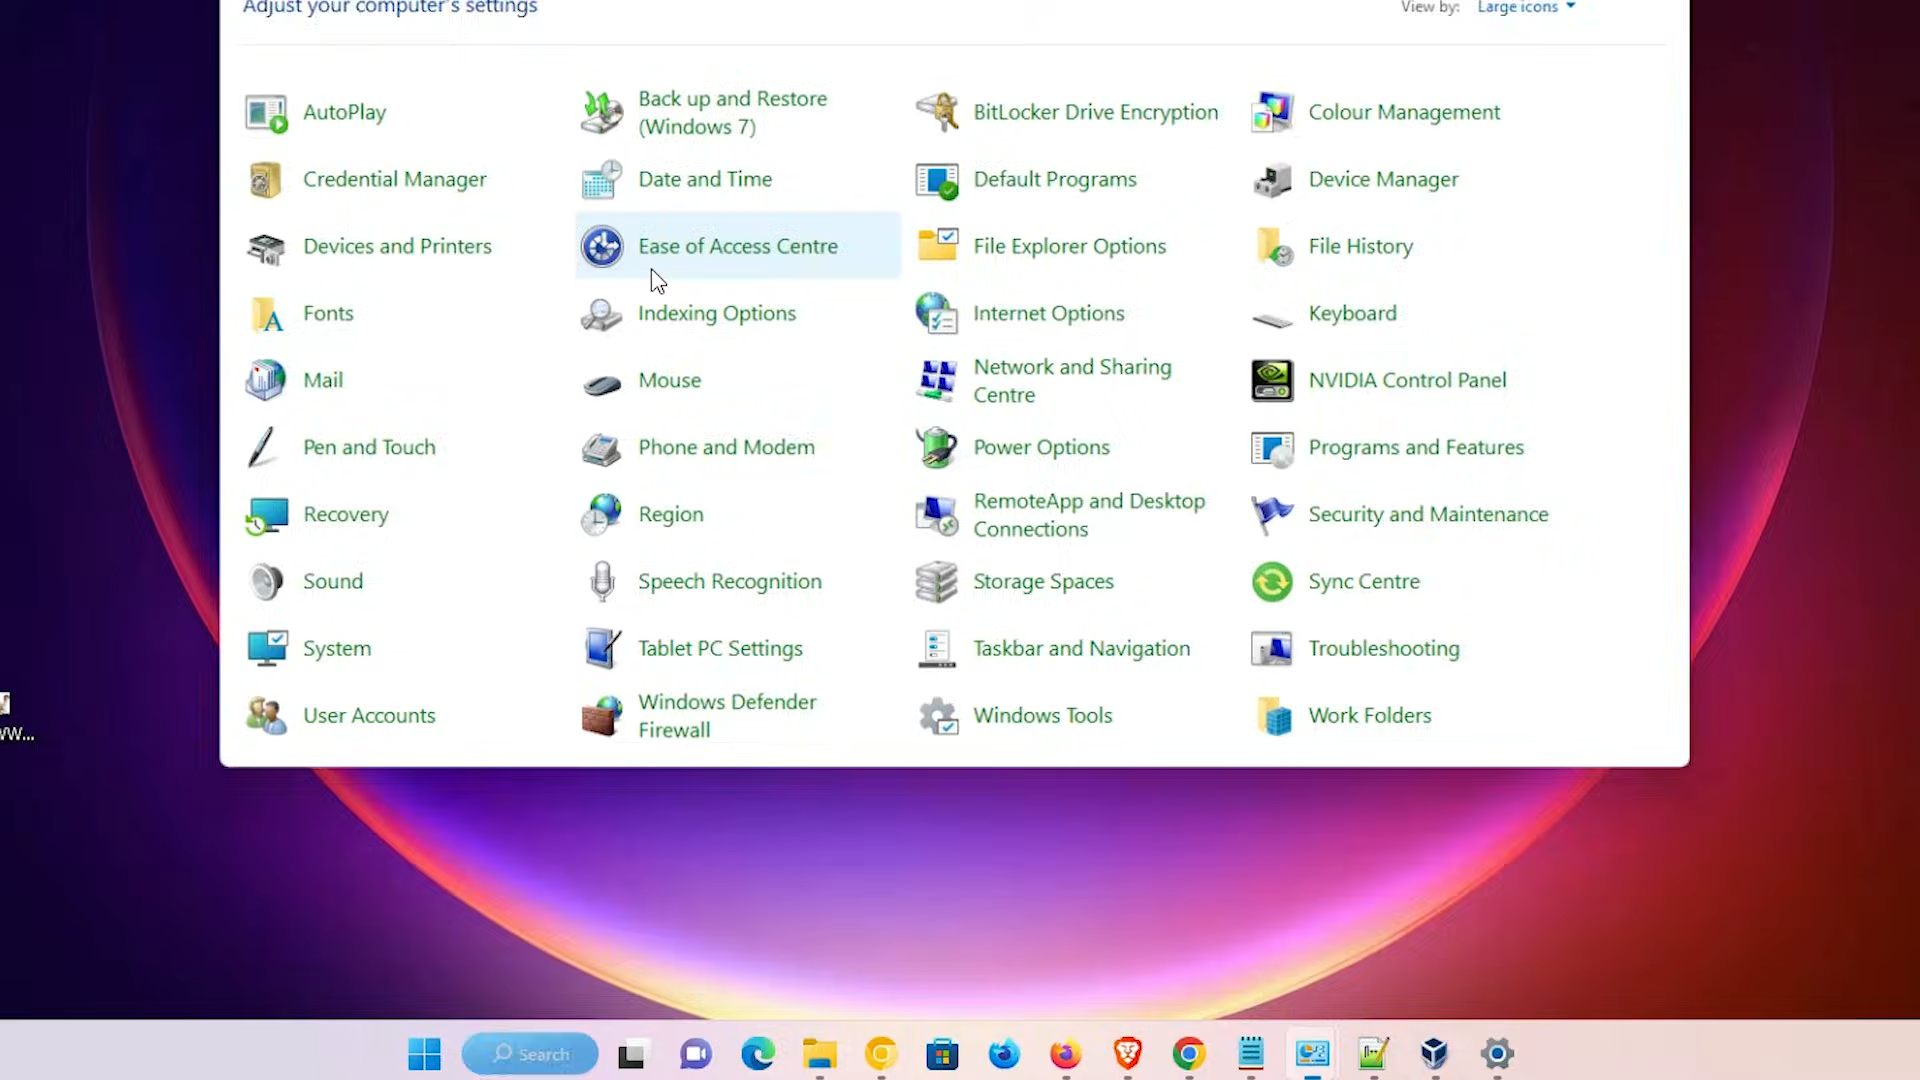 Adjust your computer's settings
View by: Large icons
AutoPlay
Back up and Restore
(Windows 7)
BitLocker Drive Encryption
Colour Management
Credential Manager
Date and Time
Default Programs
Device Manager
Devices and Printers
Ease of Access Centre
File Explorer Options
File History
Fonts
Indexing Options
Internet Options
Keyboard
Mail
Mouse
Network and Sharing
Centre
NVIDIA Control Panel
Pen and Touch
Phone and Modem
Power Options
Programs and Features
Recovery
Region
RemoteApp and Desktop
Connections
Security and Maintenance
Sound
Speech Recognition
Storage Spaces
Sync Centre
System
Tablet PC Settings
Taskbar and Navigation
Troubleshooting
User Accounts
Windows Defender
Firewall
Windows Tools
Work Folders
Search